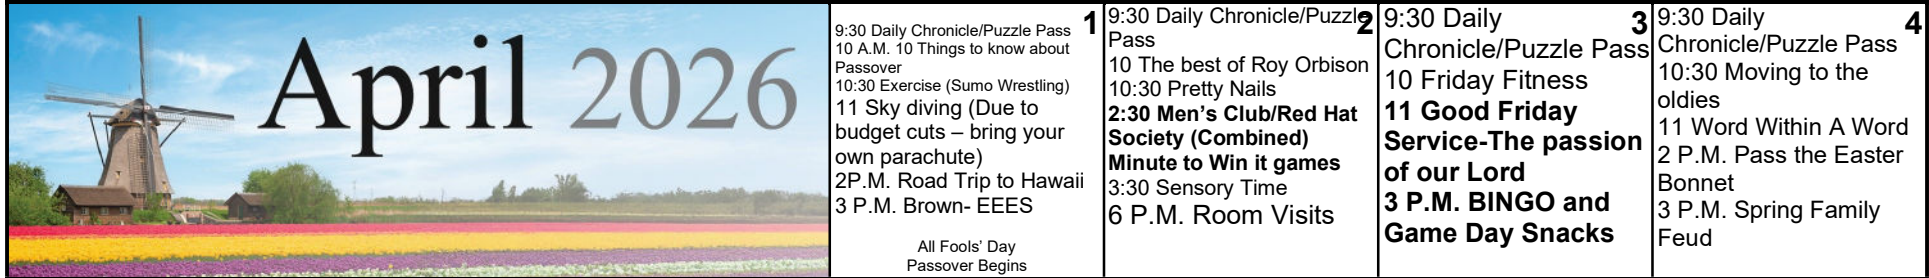 April 2026
1
9:30 Daily Chronicle/Puzzle Pass
10 A.M. 10 Things to know about
Passover
10:30 Exercise (Sumo Wrestling)
11 Sky diving (Due to
budget cuts – bring your
own parachute)
2P.M. Road Trip to Hawaii
3 P.M. Brown- EEES
All Fools’ Day
Passover Begins
2
9:30 Daily Chronicle/Puzzle
Pass
10 The best of Roy Orbison
10:30 Pretty Nails
2:30 Men’s Club/Red Hat
Society (Combined)
Minute to Win it games
3:30 Sensory Time
6 P.M. Room Visits
3
9:30 Daily
Chronicle/Puzzle Pass
10 Friday Fitness
11 Good Friday
Service-The passion
of our Lord
3 P.M. BINGO and
Game Day Snacks
4
9:30 Daily
Chronicle/Puzzle Pass
10:30 Moving to the
oldies
11 Word Within A Word
2 P.M. Pass the Easter
Bonnet
3 P.M. Spring Family
Feud